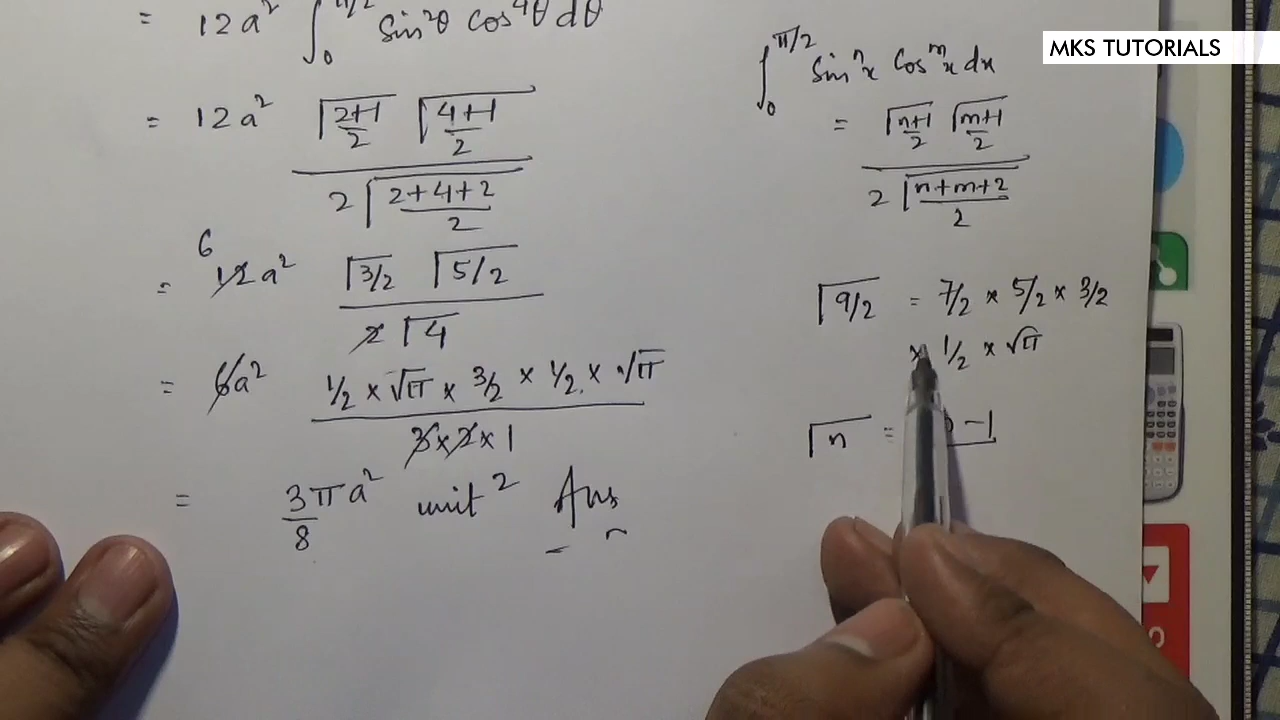 = 12a² ∫₀^π/2 sin²θ cos⁴θ dθ
= 12a² Γ(2+1)/2 Γ(4+1)/2
2 Γ(2+4+2)/2
= 6 12a² Γ3/2 Γ5/2
2 Γ4
= 6a² 1/2 × √π × 3/2 × 1/2 × √π
3×2×1
= 3/8 πa² unit² Ans
MKS TUTORIALS
∫₀^π/2 sinⁿx cosᵐx dx
= Γ(n+1)/2 Γ(m+1)/2
2 Γ(n+m+2)/2
Γ9/2 = 7/2 × 5/2 × 3/2
× 1/2 × √π
Γn = -1